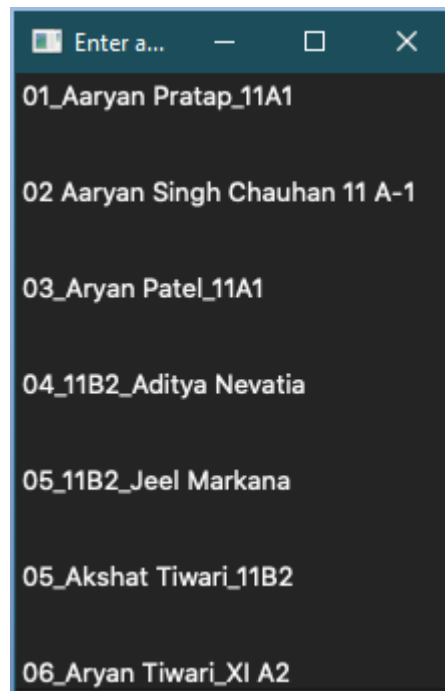 Enter a...
01_Aaryan Pratap_11A1
02 Aaryan Singh Chauhan 11 A-1
03_Aryan Patel_11A1
04_11B2_Aditya Nevatia
05_11B2_Jeel Markana
05_Akshat Tiwari_11B2
06_Aryan Tiwari_XI A2